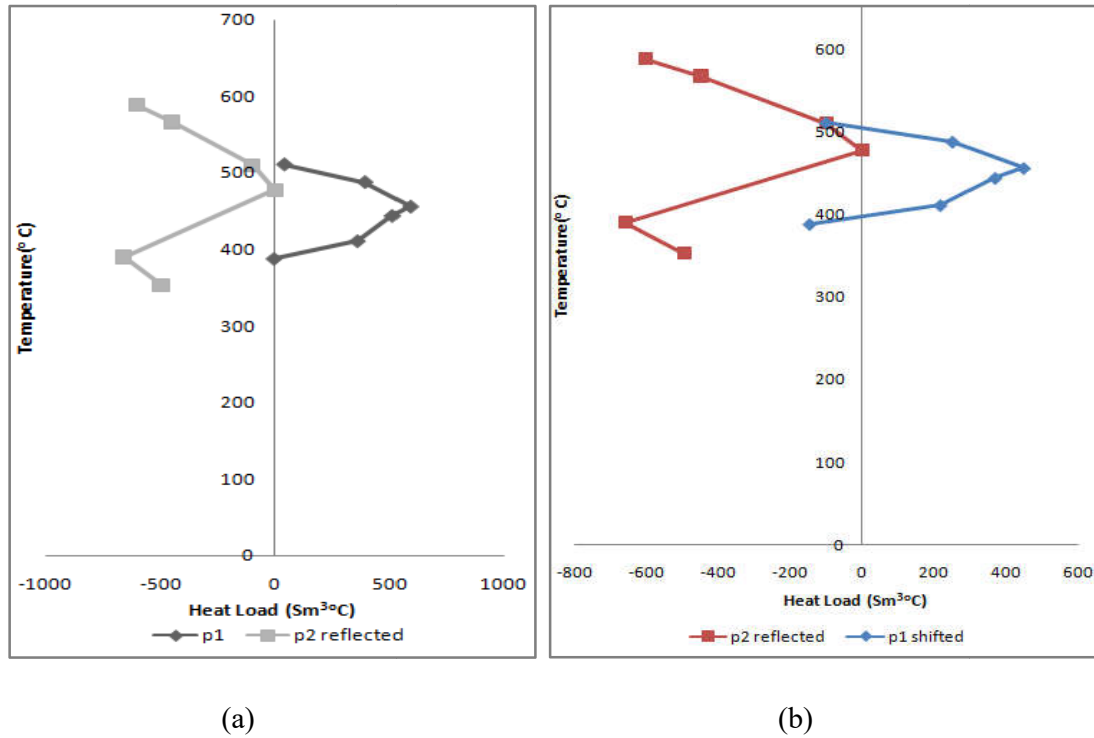 700
600
500
400
300
200
100
0
Temperature(° C)
-1000 -500 0 500 1000
Heat Load (Sm³°C)
p1 p2 reflected
600
500
400
300
200
100
0
Temperature(° C)
-800 -600 -400 -200 0 200 400 600
Heat Load (Sm³°C)
p2 reflected p1 shifted
(a) (b)